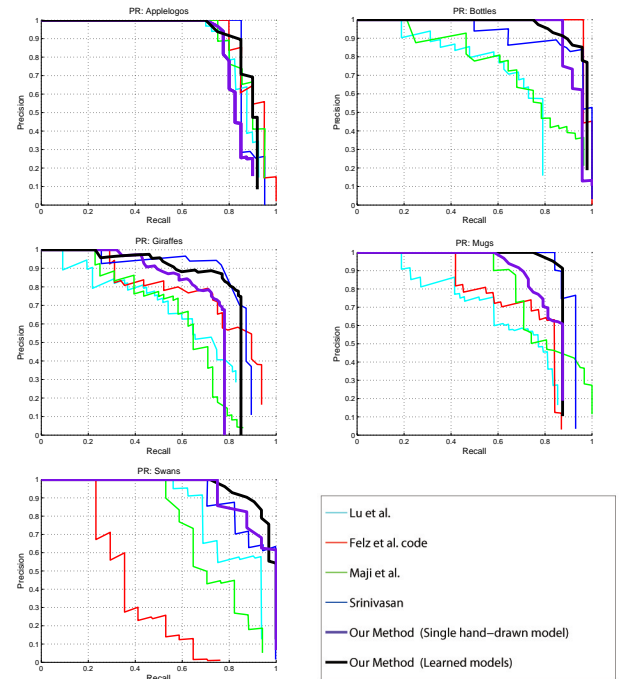 PR: Applelogos
1
0.9
0.8
0.7
0.6
0.5
0.4
0.3
0.2
0.1
0
Precision
0 0.2 0.4 0.6 0.8 1
Recall
PR: Bottles
1
0.9
0.8
0.7
0.6
0.5
0.4
0.3
0.2
0.1
0
Precision
0 0.2 0.4 0.6 0.8 1
Recall
PR: Giraffes
1
0.9
0.8
0.7
0.6
0.5
0.4
0.3
0.2
0.1
0
Precision
0 0.2 0.4 0.6 0.8 1
Recall
PR: Mugs
1
0.9
0.8
0.7
0.6
0.5
0.4
0.3
0.2
0.1
0
Precision
0 0.2 0.4 0.6 0.8 1
Recall
PR: Swans
1
0.9
0.8
0.7
0.6
0.5
0.4
0.3
0.2
0.1
0
Precision
0 0.2 0.4 0.6 0.8 1
Recall
Lu et al.
Felz et al. code
Maji et al.
Srinivasan
Our Method (Single hand-drawn model)
Our Method (Learned models)